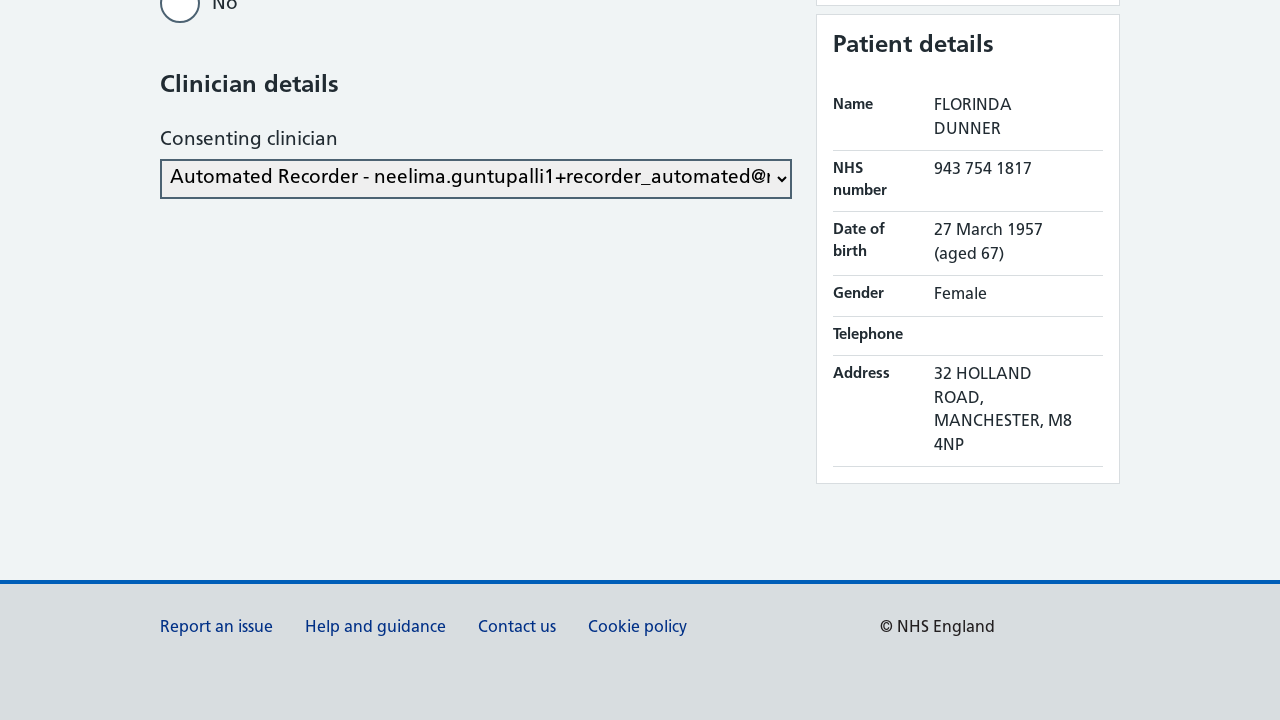 No
Clinician details
Consenting clinician
Automated Recorder - neelima.guntupalli1+recorder_automated@
Patient details
Name FLORINDA
DUNNER
NHS number 943 754 1817
Date of birth 27 March 1957
(aged 67)
Gender Female
Telephone
Address 32 HOLLAND
ROAD,
MANCHESTER, M8
4NP
Report an issue Help and guidance Contact us Cookie policy © NHS England